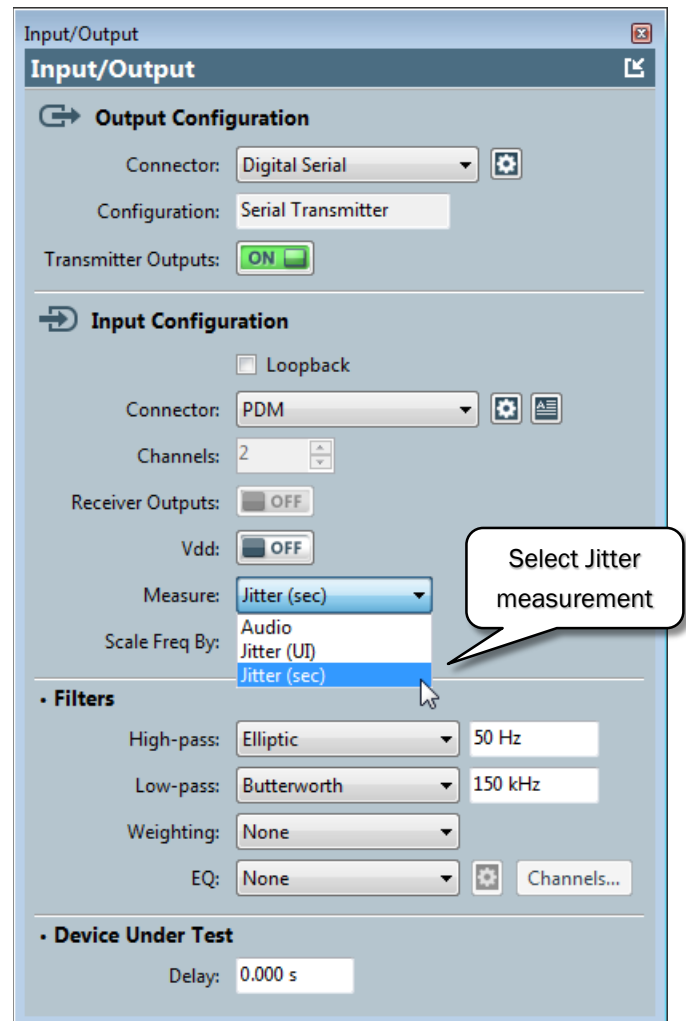 Input/Output
Input/Output
Output Configuration
Connector: Digital Serial
Configuration: Serial Transmitter
Transmitter Outputs: ON
Input Configuration
Loopback
Connector: PDM
Channels: 2
Receiver Outputs: OFF
Vdd: OFF
Select Jitter
measurement
Measure: Jitter (sec)
Audio
Scale Freq By:
Jitter (UI)
Jitter (sec)
• Filters
High-pass: Elliptic 50 Hz
Low-pass: Butterworth 150 kHz
Weighting: None
EQ: None Channels...
• Device Under Test
Delay: 0.000 s